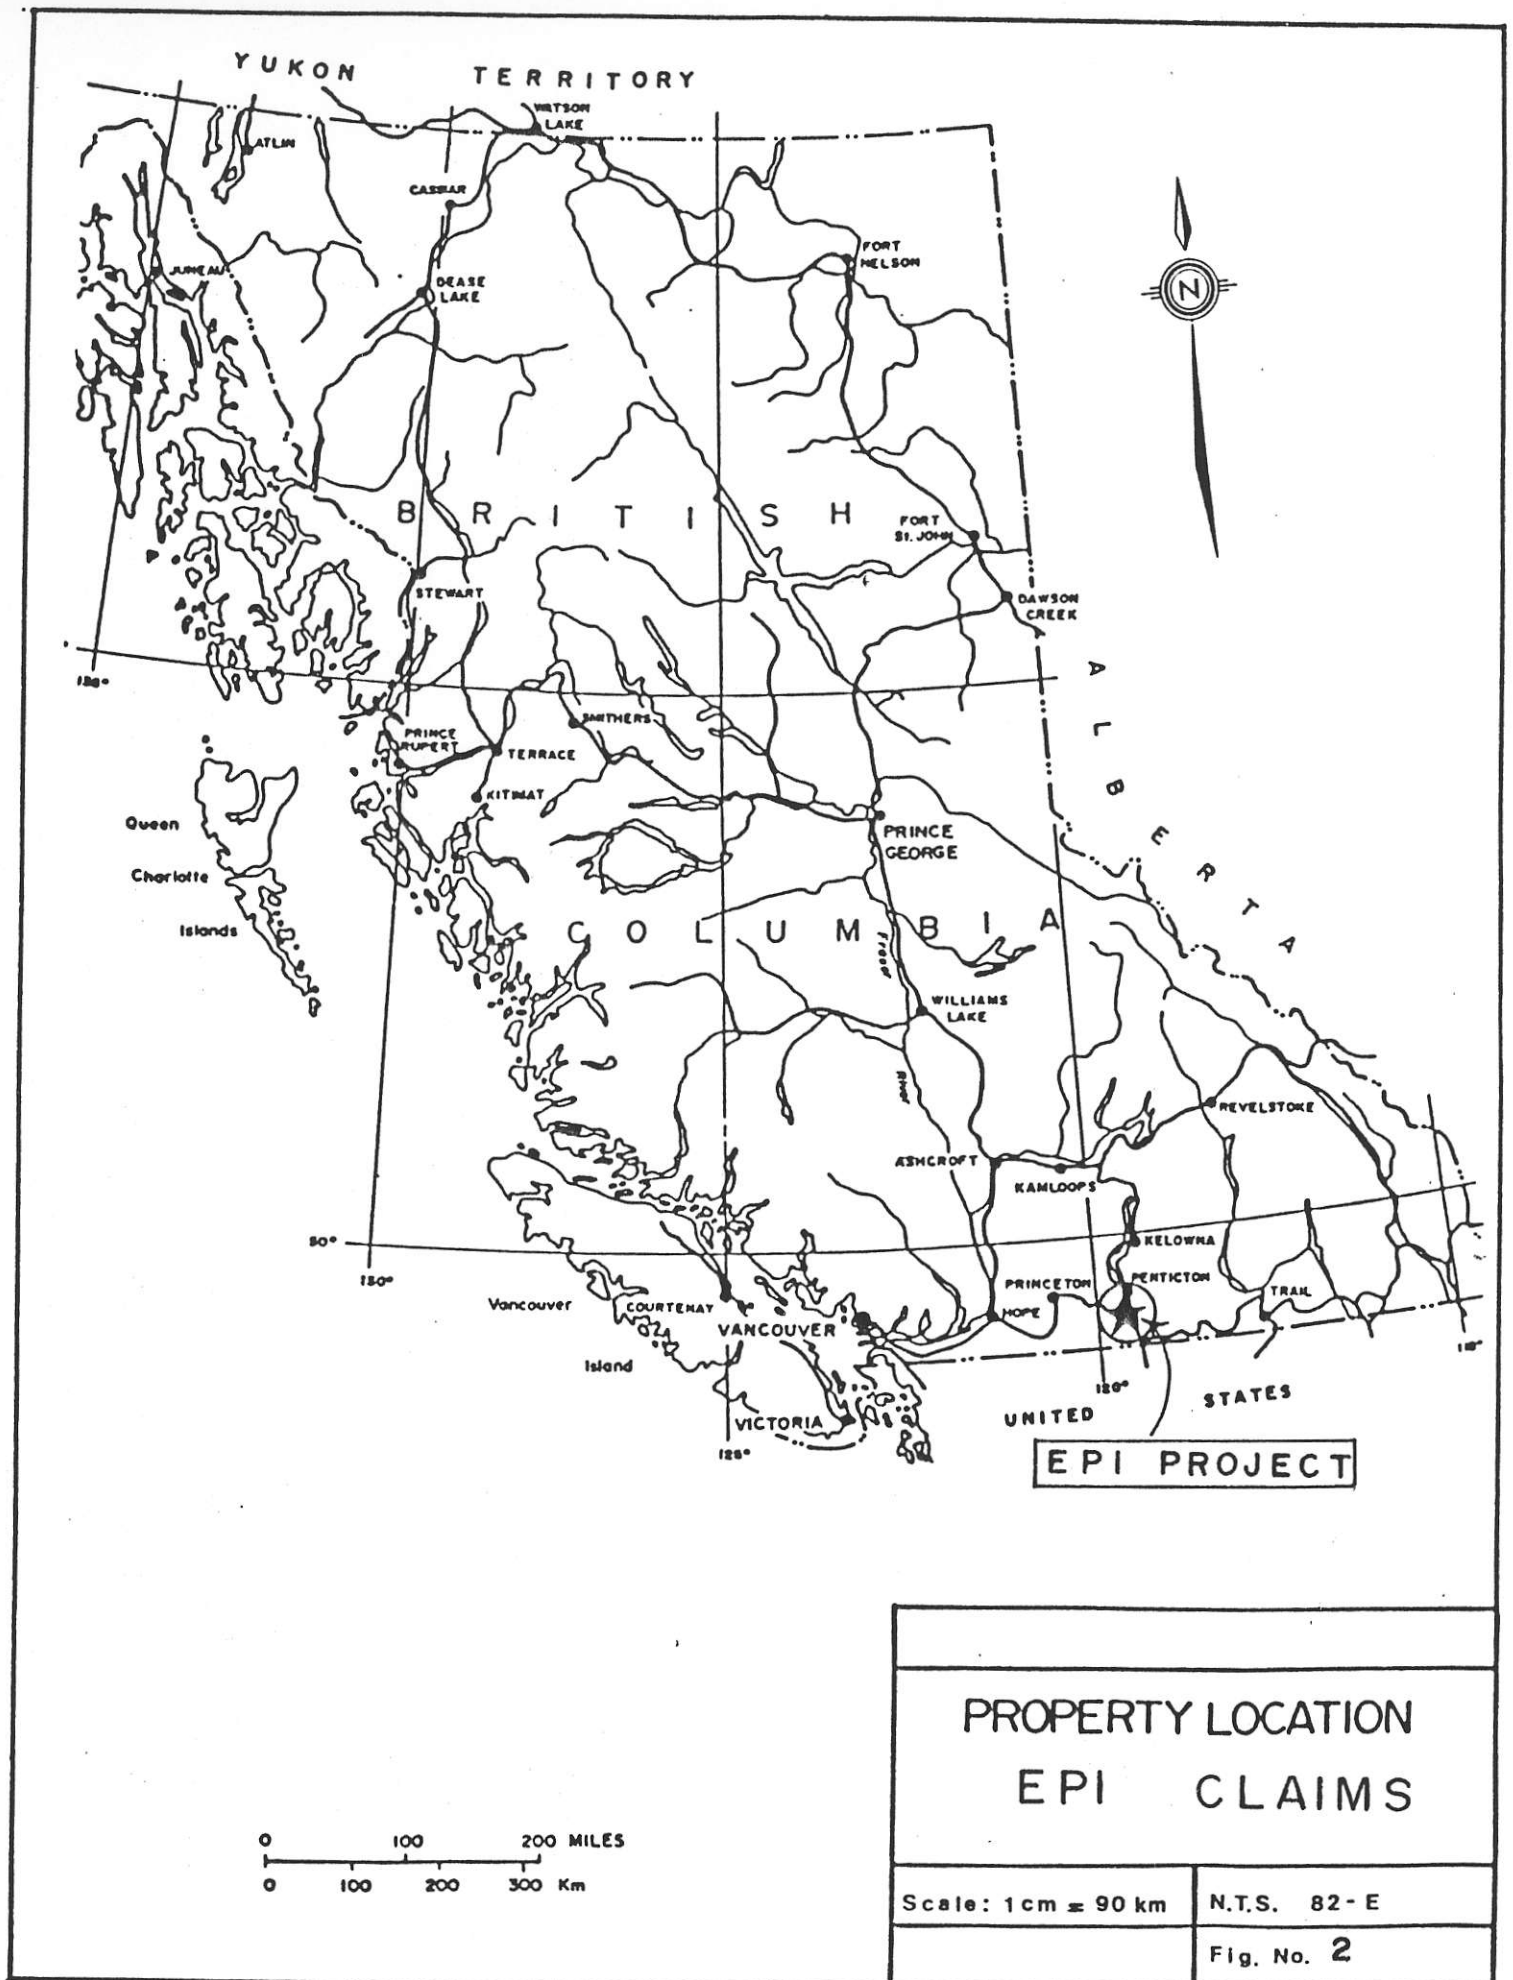 YUKON TERRITORY
WATSON
LAKE
ATLIN
CASSIAR
FORT
NELSON
JUNEAU
DEASE
LAKE
N
BRITISH
FORT
St. JOHN
STEWART
DAWSON
CREEK
ALBERTA
SMITHERS
PRINCE
RUPERT
TERRACE
KITIMAT
Queen
Charlotte
Islands
PRINCE
GEORGE
COLUMBIA
Fraser
River
WILLIAMS
LAKE
REVELSTOKE
ASHCROFT
KAMLOOPS
50°
130°
KELOWNA
PRINCETON
PENTICTON
TRAIL
HOPE
Vancouver
Island
COURTENAY
VANCOUVER
VICTORIA
125°
120°
UNITED STATES
EPI PROJECT
PROPERTY LOCATION
EPI CLAIMS
0 100 200 MILES
0 100 200 300 Km
Scale: 1cm = 90 km
N.T.S. 82-E
Fig. No. 2